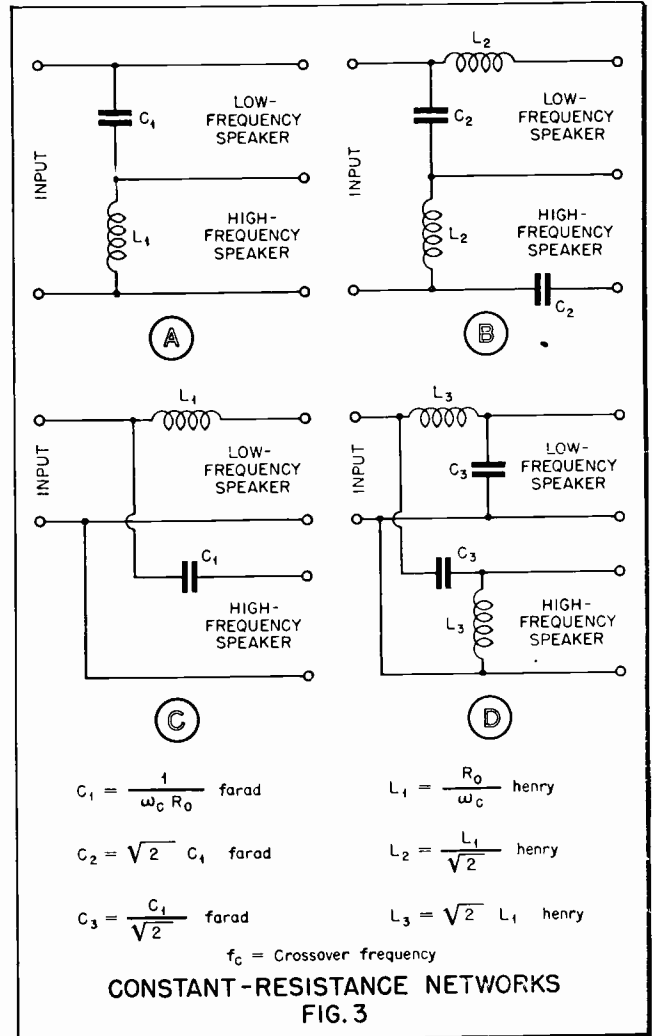 L₂
C₁
LOW-
FREQUENCY
SPEAKER
INPUT
L₁
HIGH-
FREQUENCY
SPEAKER
A
C₂
LOW-
FREQUENCY
SPEAKER
INPUT
L₂
HIGH-
FREQUENCY
SPEAKER
C₂
B
L₁
INPUT
LOW-
FREQUENCY
SPEAKER
C₁
HIGH-
FREQUENCY
SPEAKER
C
L₃
INPUT
C₃
LOW-
FREQUENCY
SPEAKER
C₃
L₃
HIGH-
FREQUENCY
SPEAKER
D
C₁ = 1/(ω_c R₀) farad
L₁ = R₀/ω_c henry
C₂ = √2 C₁ farad
L₂ = L₁/√2 henry
C₃ = C₁/√2 farad
L₃ = √2 L₁ henry
f_c = Crossover frequency
CONSTANT-RESISTANCE NETWORKS
FIG. 3